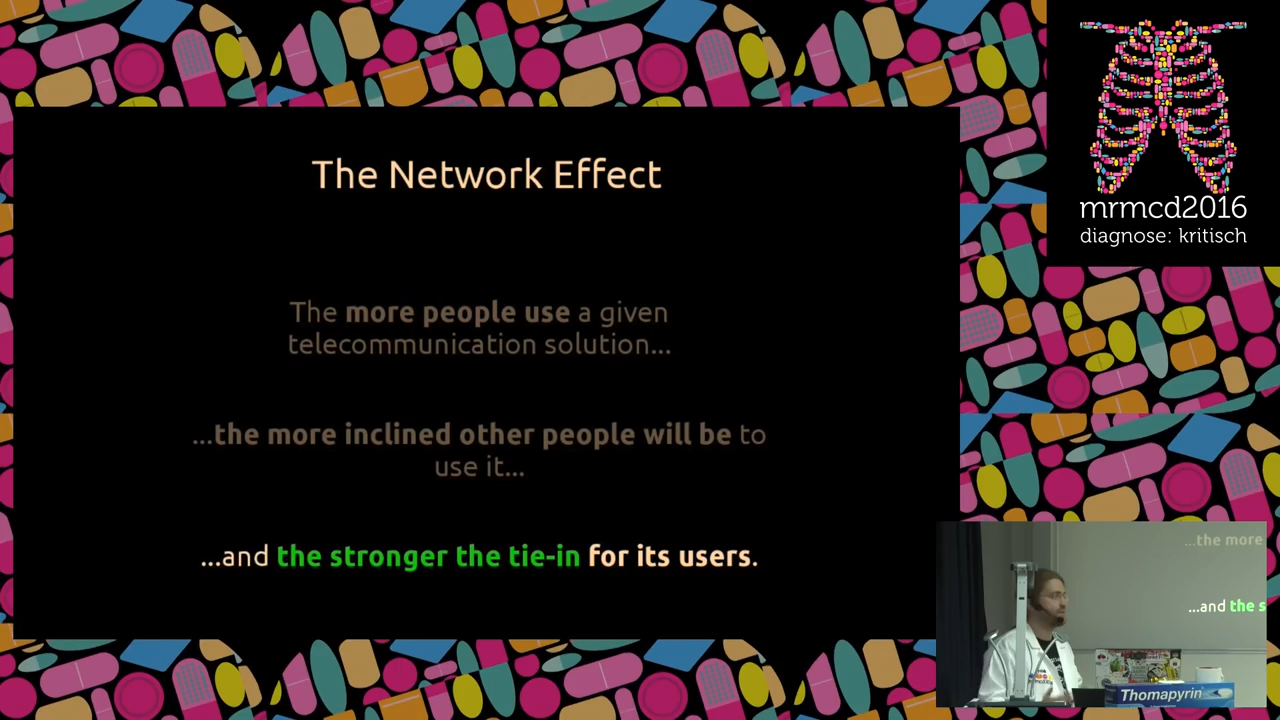 The Network Effect
The more people use a given
telecommunication solution...
...the more inclined other people will be to
use it...
...and the stronger the tie-in for its users.
mrmcd2016
diagnose: kritisch
...the more
...and the s
Thomapyrin